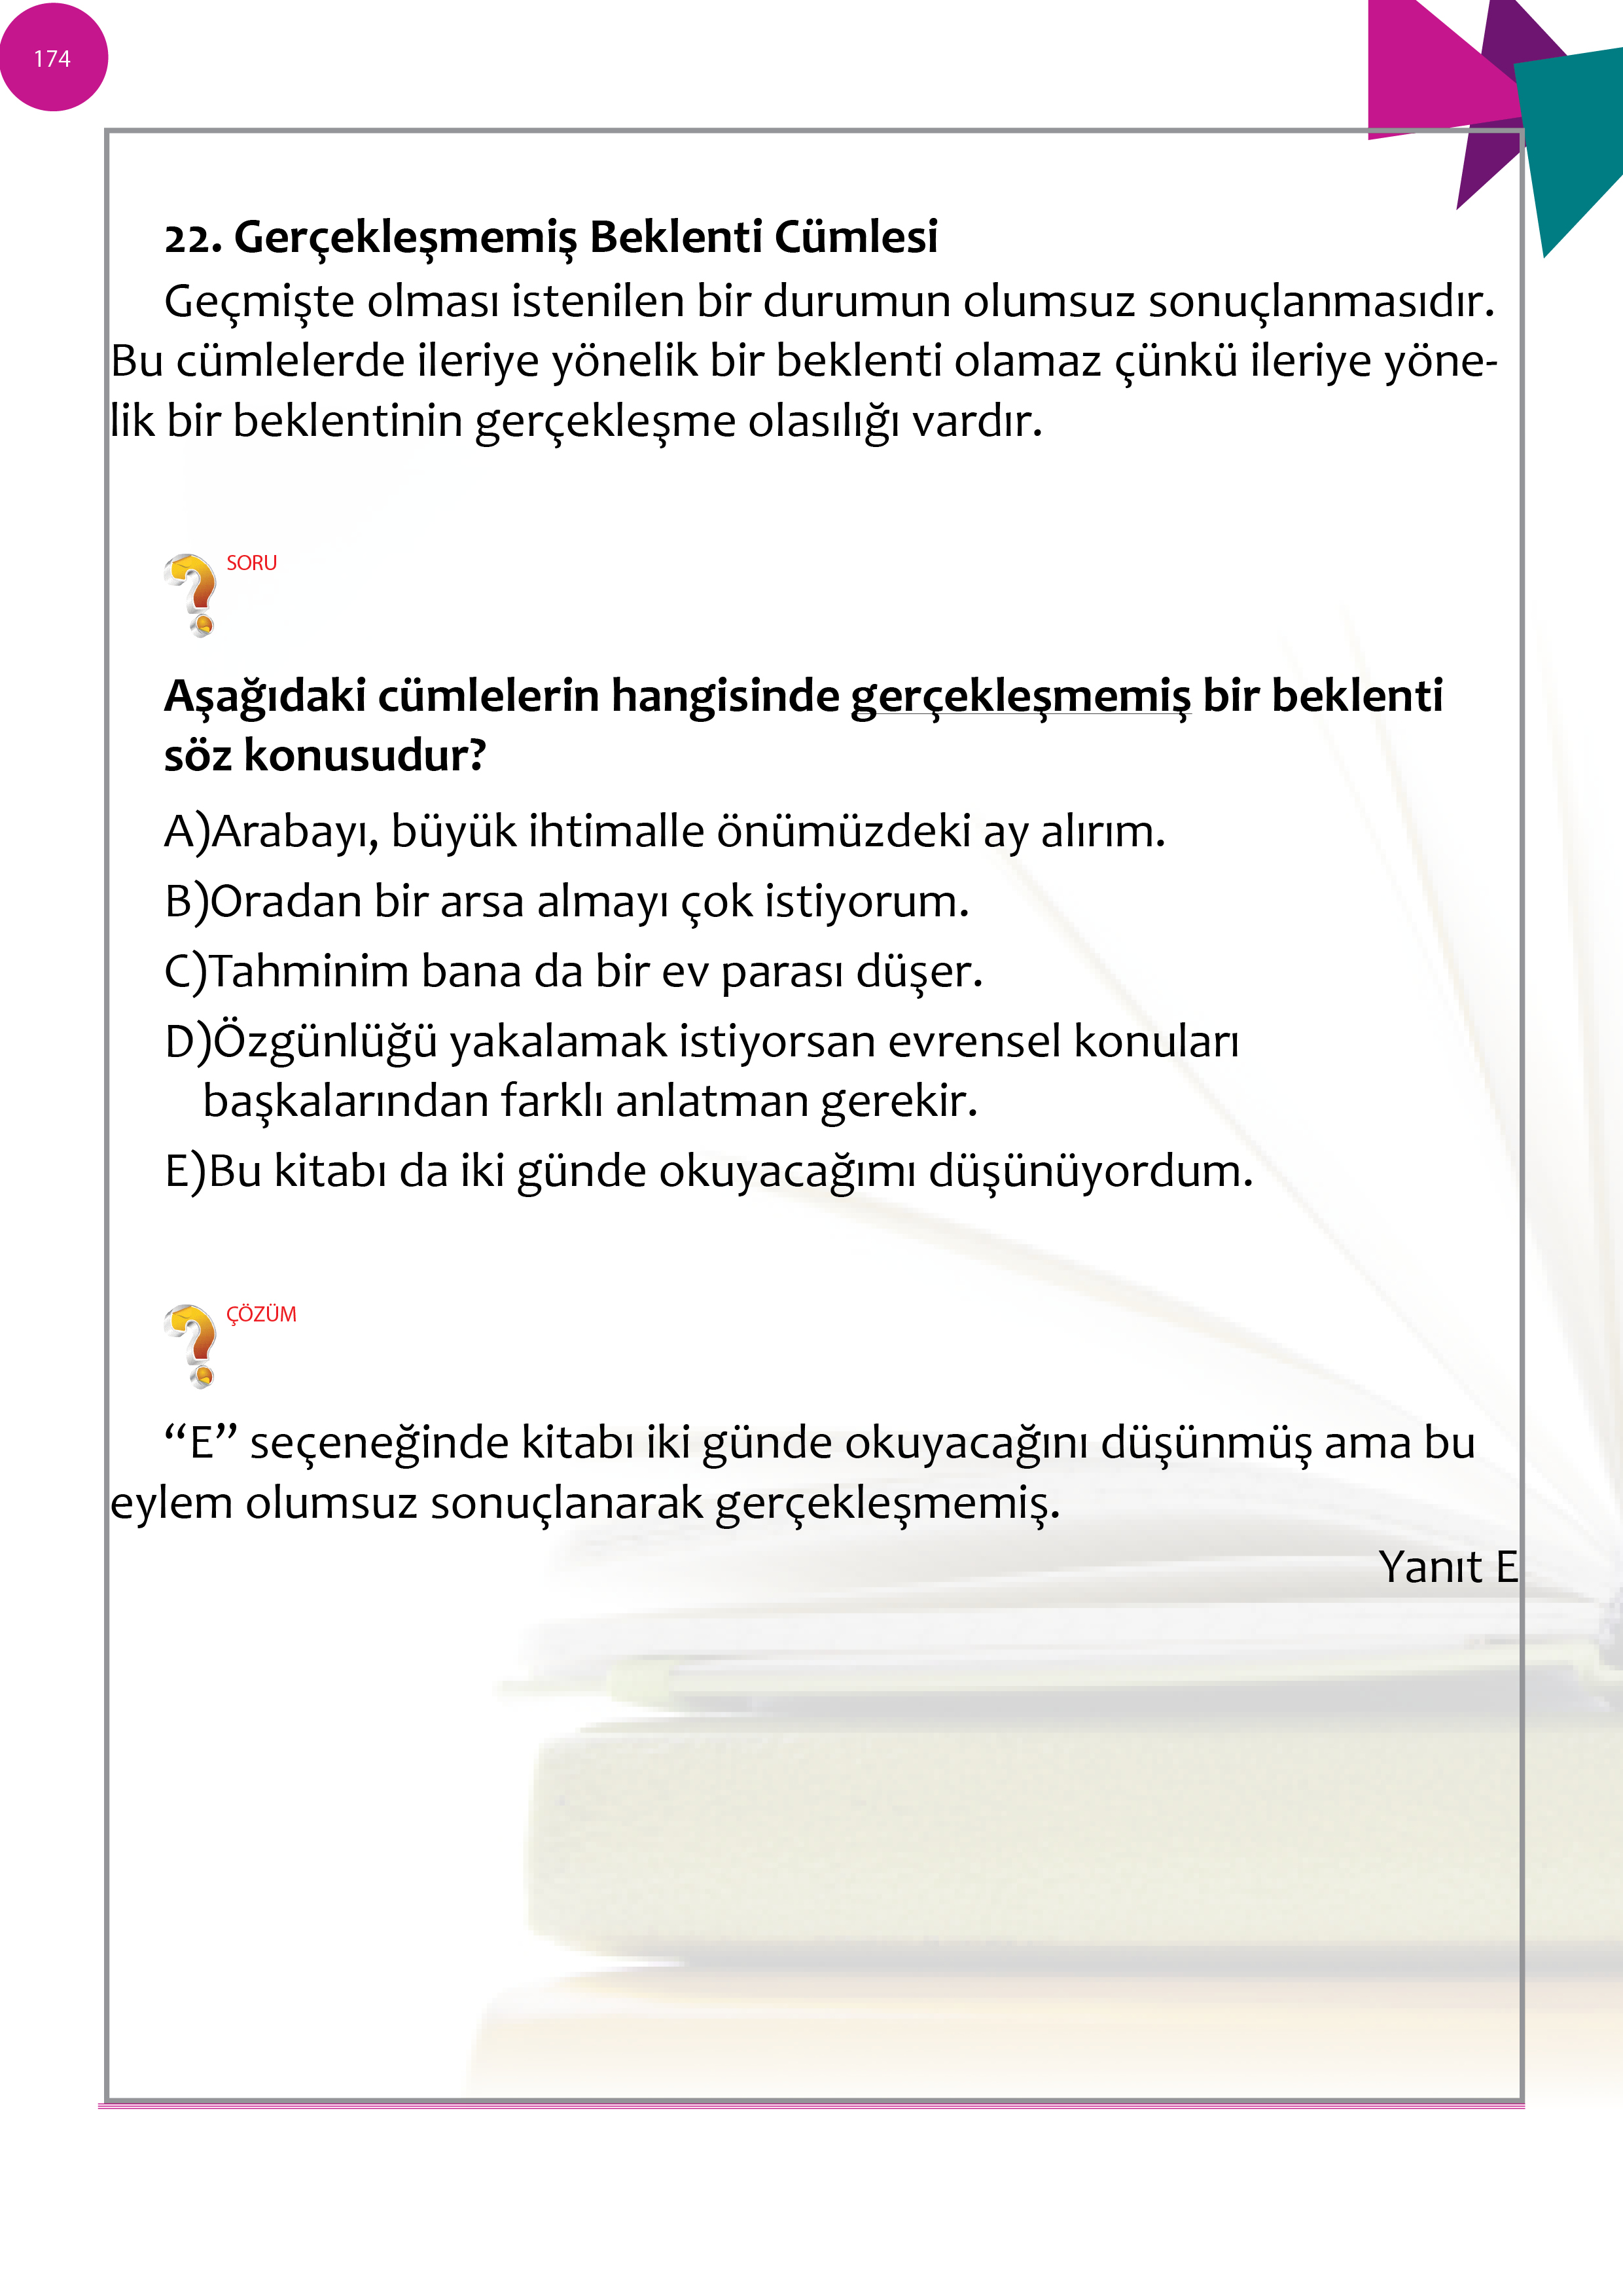 174
22. Gerçekleşmemiş Beklenti Cümlesi
Geçmişte olması istenilen bir durumun olumsuz sonuçlanmasıdır.
Bu cümlelerde ileriye yönelik bir beklenti olamaz çünkü ileriye yöne-
lik bir beklentinin gerçekleşme olasılığı vardır.
SORU
Aşağıdaki cümlelerin hangisinde gerçekleşmemiş bir beklenti
söz konusudur?
A)Arabayı, büyük ihtimalle önümüzdeki ay alırım.
B)Oradan bir arsa almayı çok istiyorum.
C)Tahminim bana da bir ev parası düşer.
D)Özgünlüğü yakalamak istiyorsan evrensel konuları
başkalarından farklı anlatman gerekir.
E)Bu kitabı da iki günde okuyacağımı düşünüyordum.
ÇÖZÜM
“E” seçeneğinde kitabı iki günde okuyacağını düşünmüş ama bu
eylem olumsuz sonuçlanarak gerçekleşmemiş.
Yanıt E